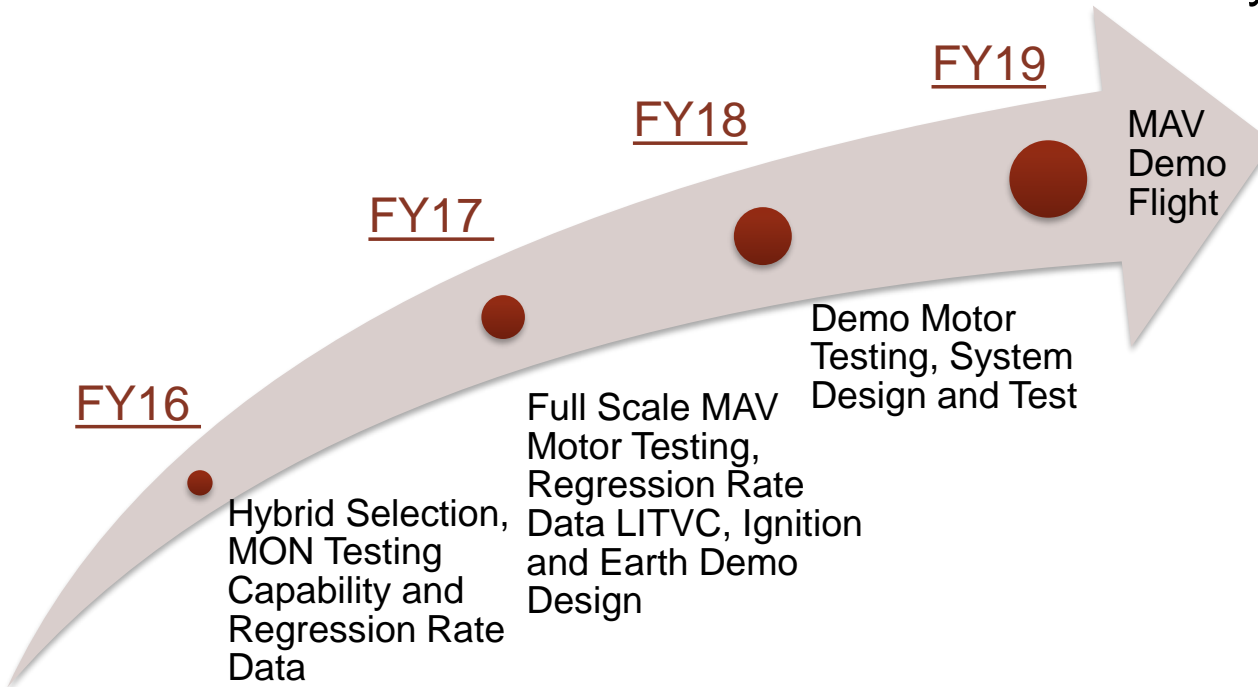 FY16
Hybrid Selection,
MON Testing
Capability and
Regression Rate
Data
FY17
Full Scale MAV
Motor Testing,
Regression Rate
Data LITVC, Ignition
and Earth Demo
Design
FY18
Demo Motor
Testing, System
Design and Test
FY19
MAV
Demo
Flight